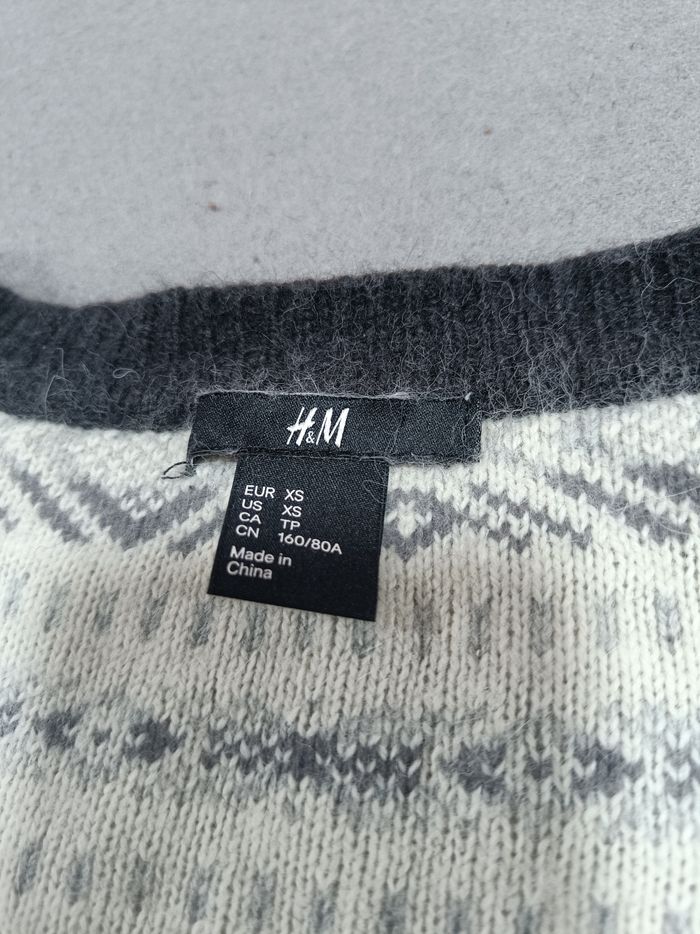 H&M
EUR XS
US XS
CA TP
CN 160/80A
Made in
China